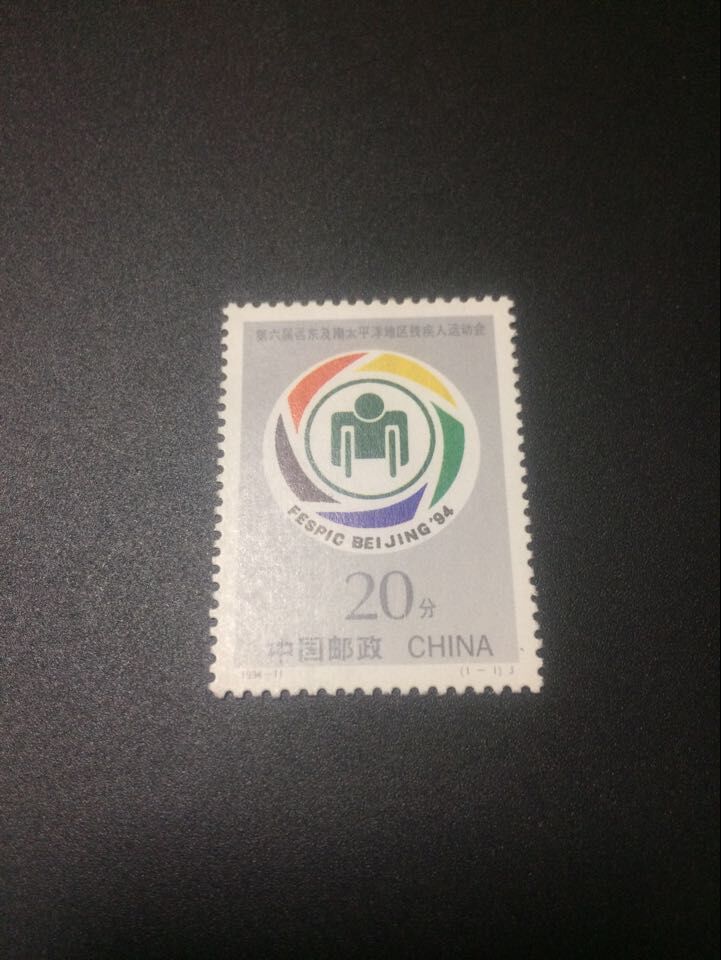 第六届远东及南太平洋地区残疾人运动会
FESPIC BEIJING '94
20分
中国邮政 CHINA
1994-11 (1-1) J